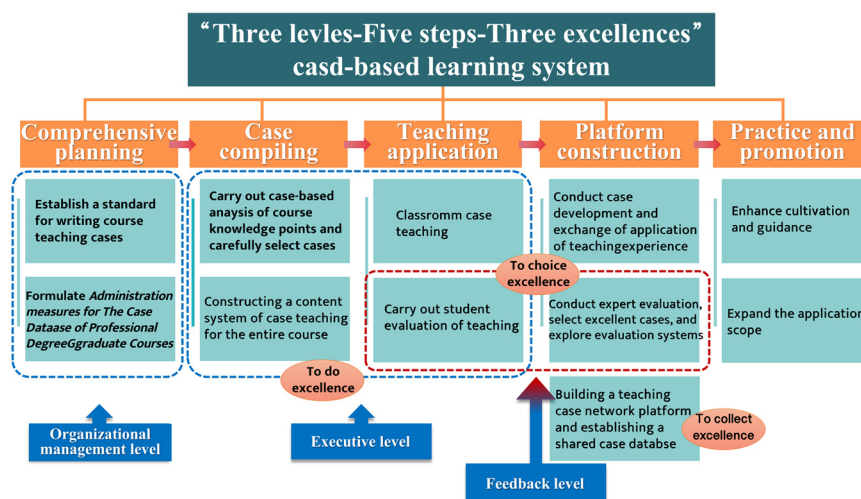 “Three levles-Five steps-Three excellences”
casd-based learning system
Comprehensive
planning
Case
compiling
Teaching
application
Platform
construction
Practice and
promotion
Establish a standard
for writing course
teaching cases
Formulate Administration
measures for The Case
Dataase of Professional
DegreeGgraduate Courses
Carry out case-based
anaysis of course
knowledge points and
carefully select cases
Constructing a content
system of case teaching
for the entire course
Classromm case
teaching
Carry out student
evaluation of teaching
Conduct case
development and
exchange of application
of teachingexperience
Conduct expert evaluation,
select excellent cases, and
explore evaluation systems
Building a teaching
case network platform
and establishing a
shared case databse
Enhance cultivation
and guidance
Expand the application
scope
To choice
excellence
To do
excellence
To collect
excellence
Organizational
management level
Executive level
Feedback level